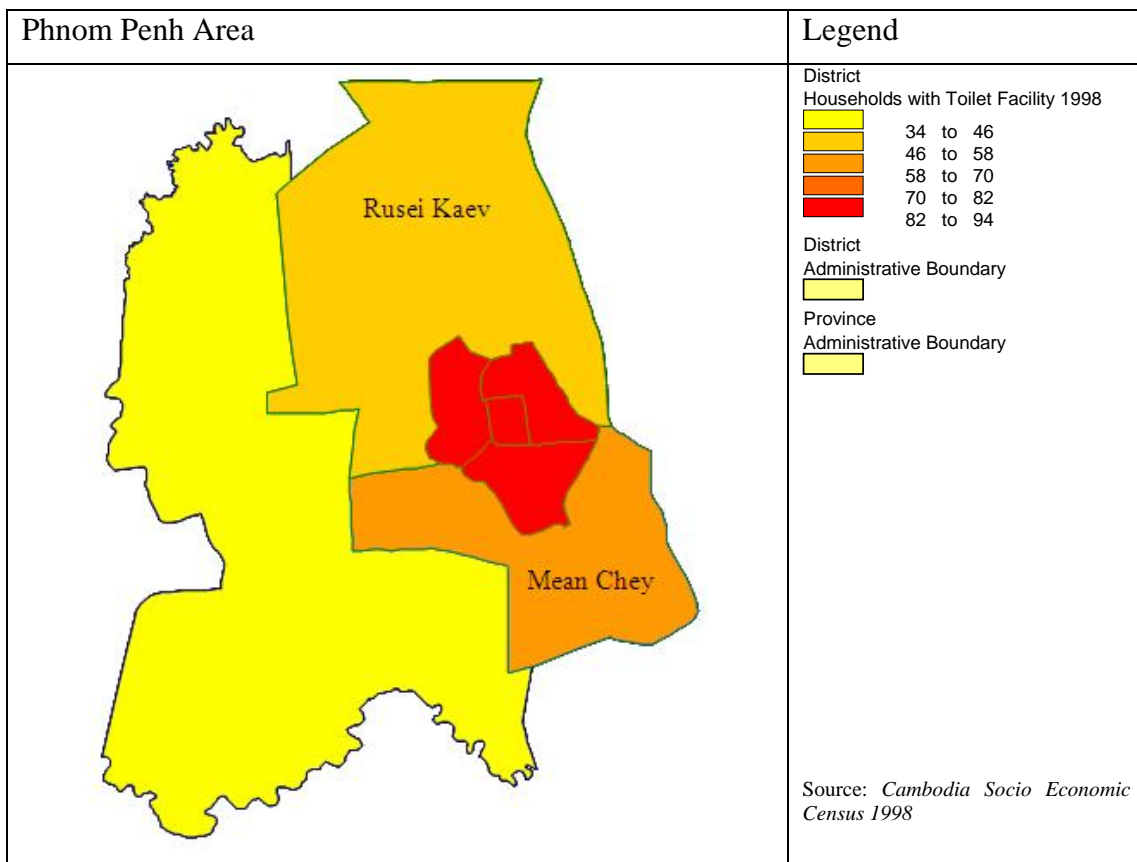 Phnom Penh Area
Legend
Rusei Kaev
Mean Chey
District
Households with Toilet Facility 1998
34 to 46
46 to 58
58 to 70
70 to 82
82 to 94
District
Administrative Boundary
Province
Administrative Boundary
Source: Cambodia Socio Economic
Census 1998